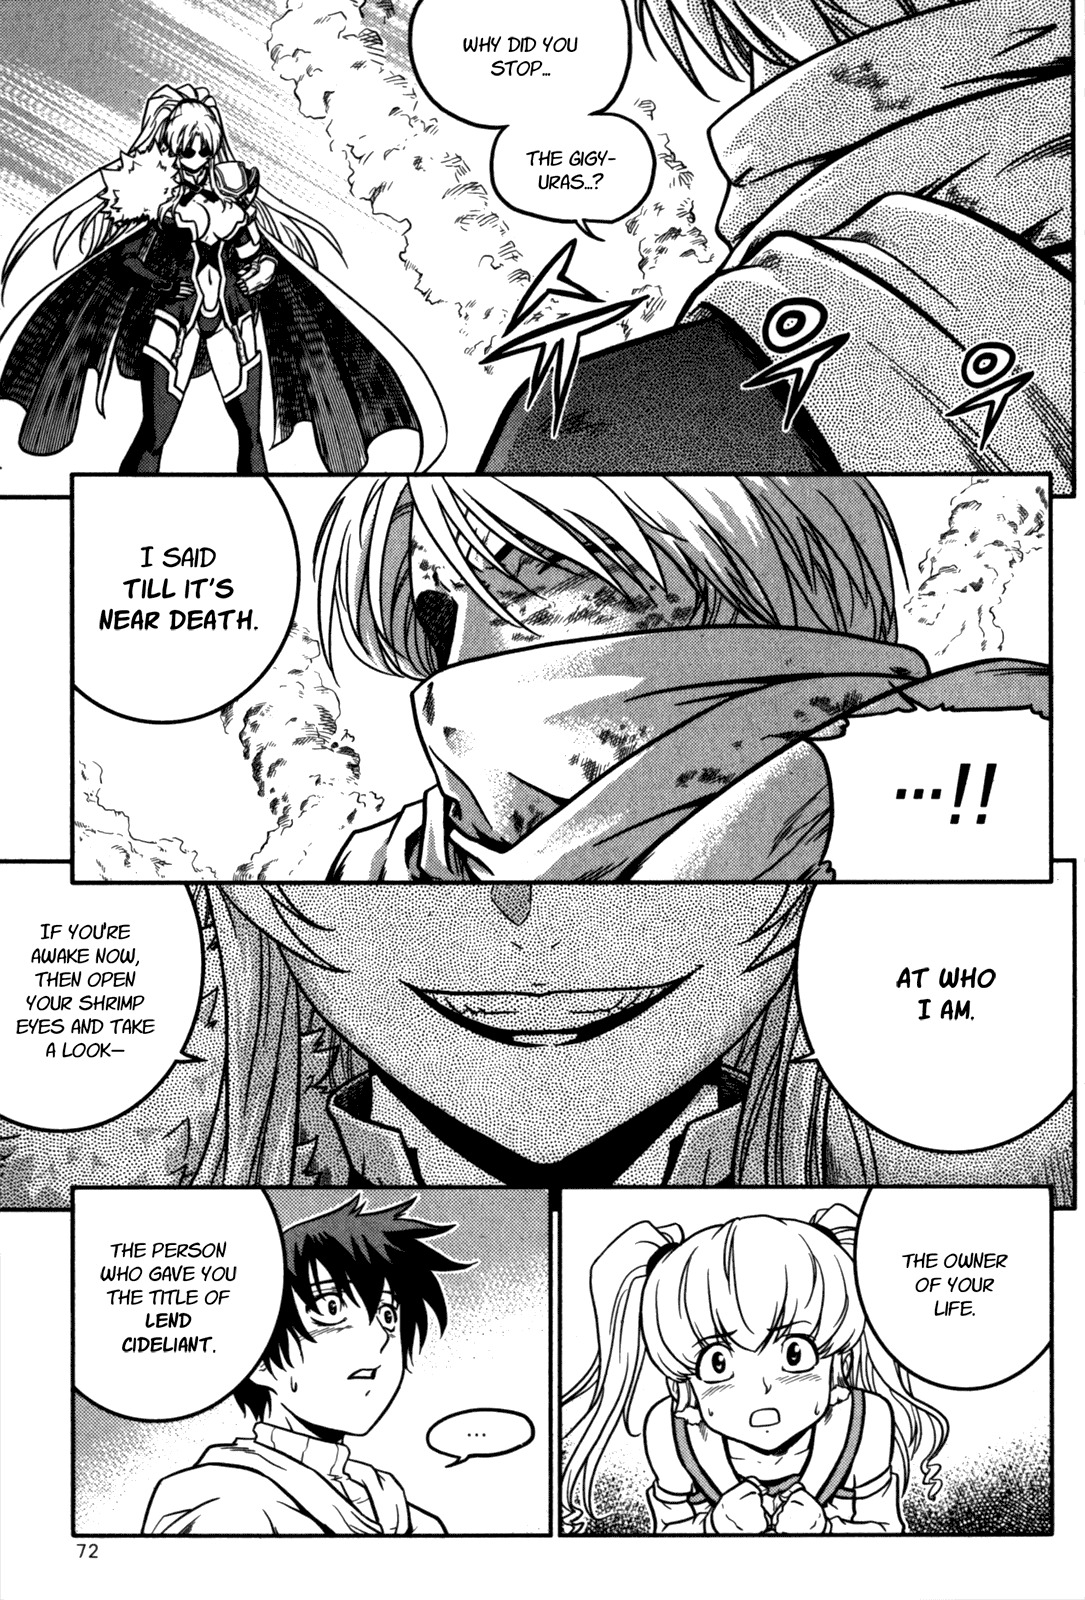 WHY DID YOU
STOP...
THE GIGY-
URAS...?
I SAID
TILL IT'S
NEAR DEATH.
...!!
IF YOU'RE
AWAKE NOW,
THEN OPEN
YOUR SHRIMP
EYES AND TAKE
A LOOK—
AT WHO
I AM.
THE PERSON
WHO GAVE YOU
THE TITLE OF
LEND
CIDELIANT.
...
THE OWNER
OF YOUR
LIFE.
72